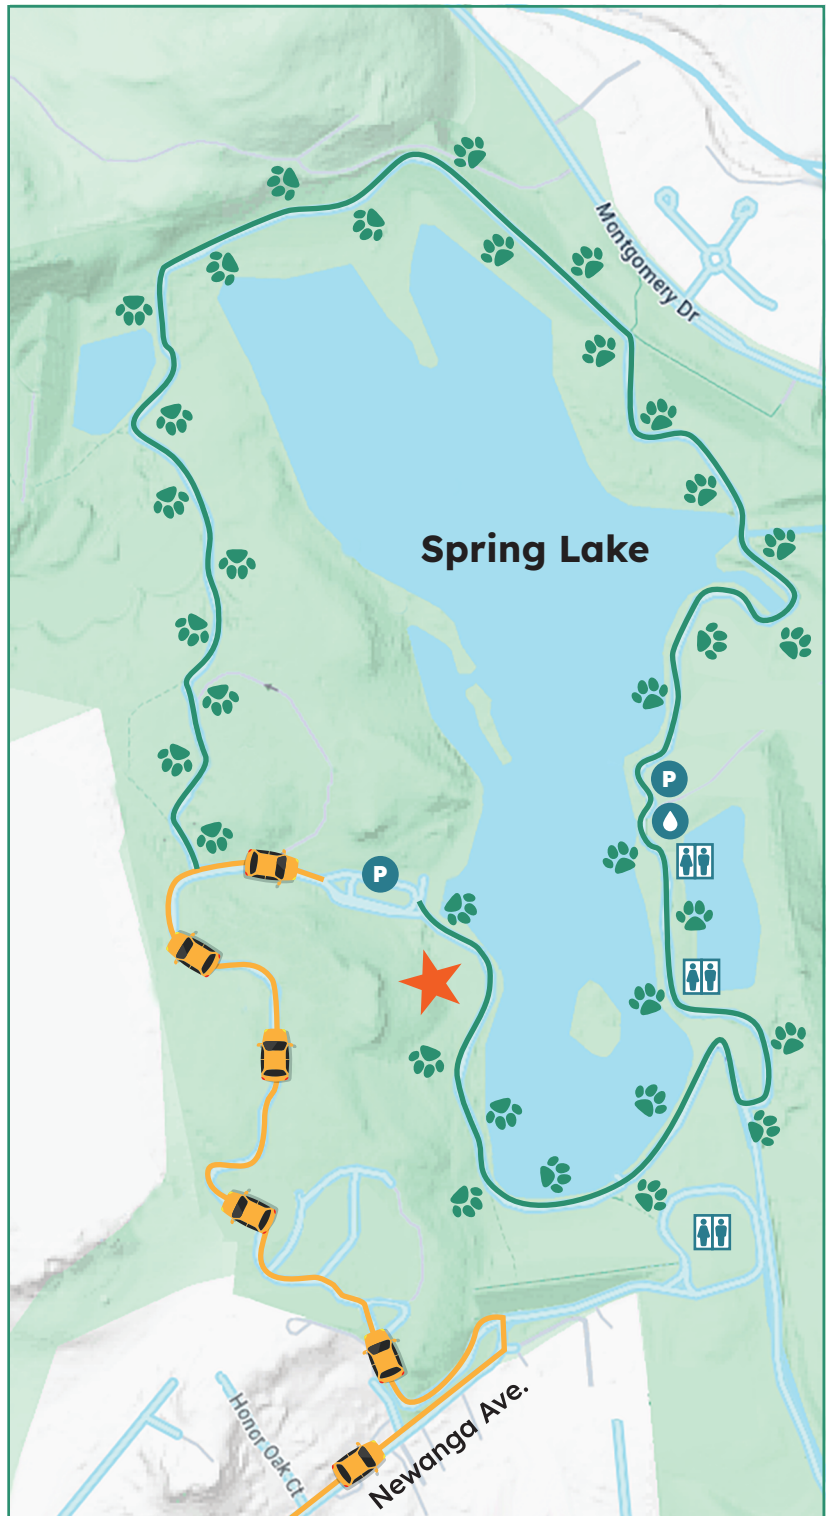 Montgomery Dr
Spring Lake
P
P
Newanga Ave.
Honor Oak Ct